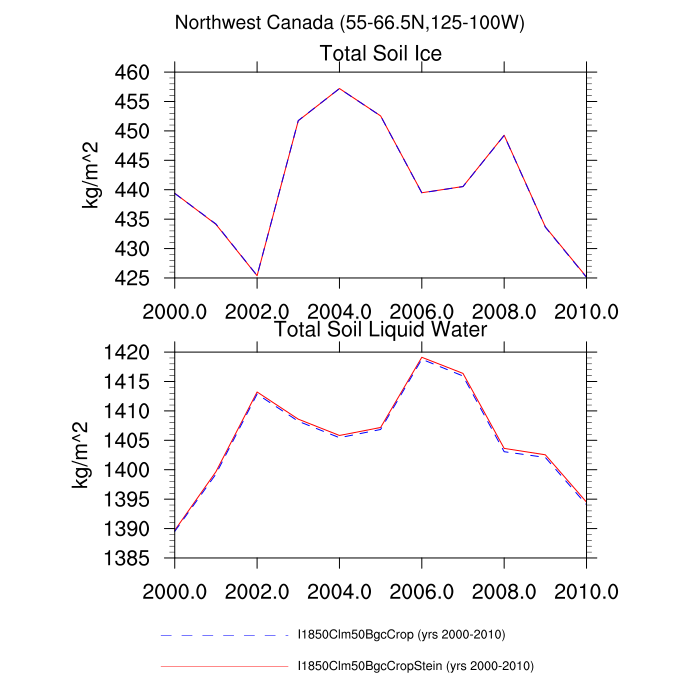 Northwest Canada (55-66.5N,125-100W)
Total Soil Ice
460
455
450
445
440
435
430
425
kg/m^2
2000.0 2002.0 2004.0 2006.0 2008.0 2010.0
Total Soil Liquid Water
1420
1415
1410
1405
1400
1395
1390
1385
kg/m^2
2000.0 2002.0 2004.0 2006.0 2008.0 2010.0
I1850Clm50BgcCrop (yrs 2000-2010)
I1850Clm50BgcCropStein (yrs 2000-2010)